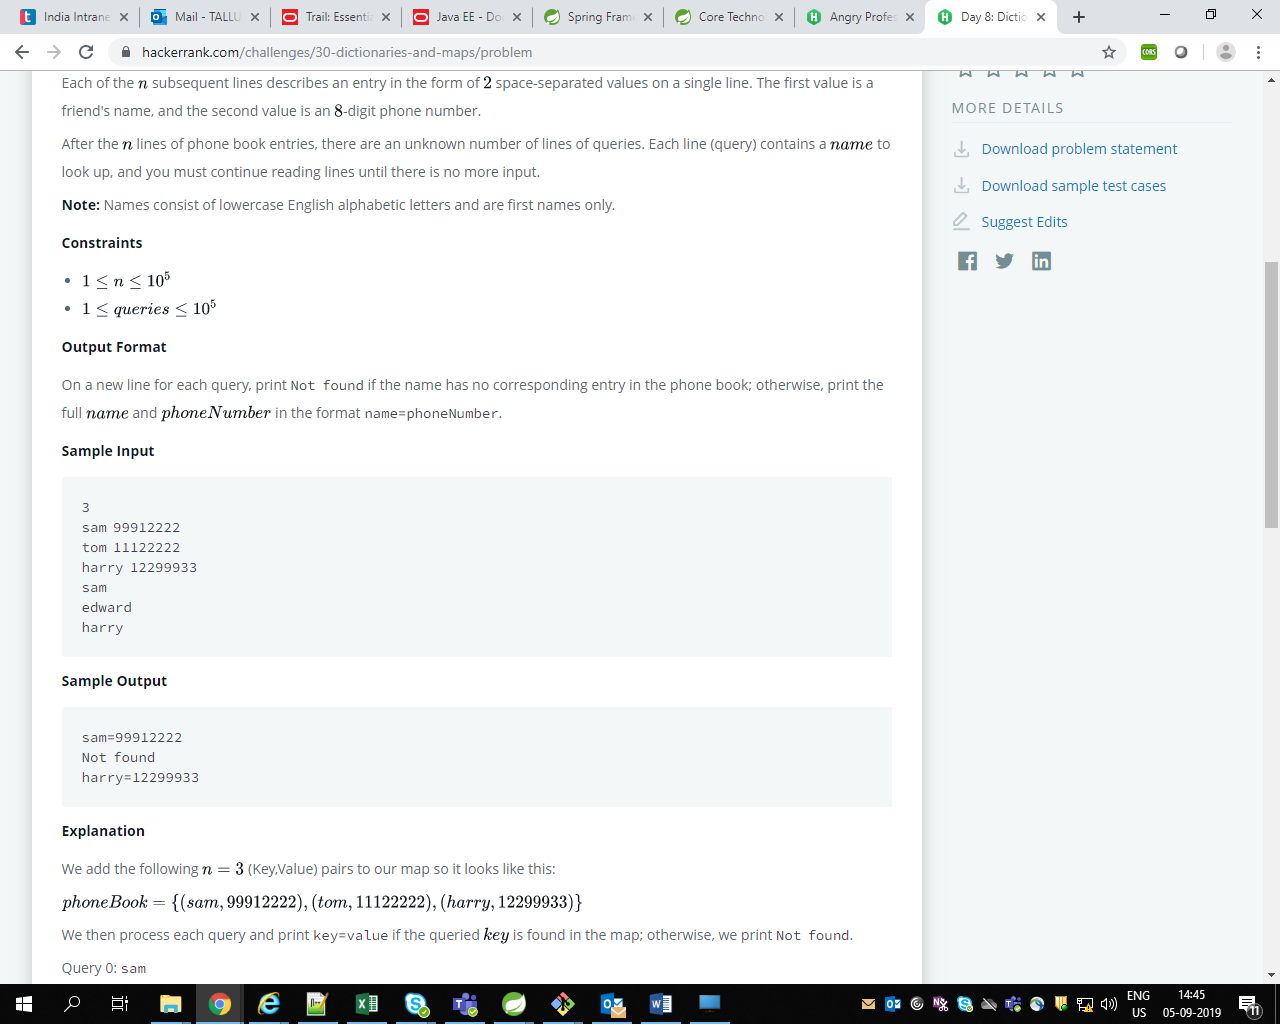 India Intrane
Mail - TALLU
Trail: Essentia
Java EE - Do
Spring Fram
Core Techno
Angry Profes
Day 8: Dictio
hackerrank.com/challenges/30-dictionaries-and-maps/problem
CORS
Each of the n subsequent lines describes an entry in the form of 2 space-separated values on a single line. The first value is a
friend's name, and the second value is an 8-digit phone number.
After the n lines of phone book entries, there are an unknown number of lines of queries. Each line (query) contains a name to
look up, and you must continue reading lines until there is no more input.
Note: Names consist of lowercase English alphabetic letters and are first names only.
Constraints
• 1 ≤ n ≤ 10⁵
• 1 ≤ queries ≤ 10⁵
Output Format
On a new line for each query, print Not found if the name has no corresponding entry in the phone book; otherwise, print the
full name and phoneNumber in the format name=phoneNumber.
Sample Input
3
sam 99912222
tom 11122222
harry 12299933
sam
edward
harry
Sample Output
sam=99912222
Not found
harry=12299933
Explanation
We add the following n = 3 (Key,Value) pairs to our map so it looks like this:
phoneBook = {(sam, 99912222), (tom, 11122222), (harry, 12299933)}
We then process each query and print key=value if the queried key is found in the map; otherwise, we print Not found.
Query 0: sam
MORE DETAILS
Download problem statement
Download sample test cases
Suggest Edits
ENG
US
14:45
05-09-2019
11